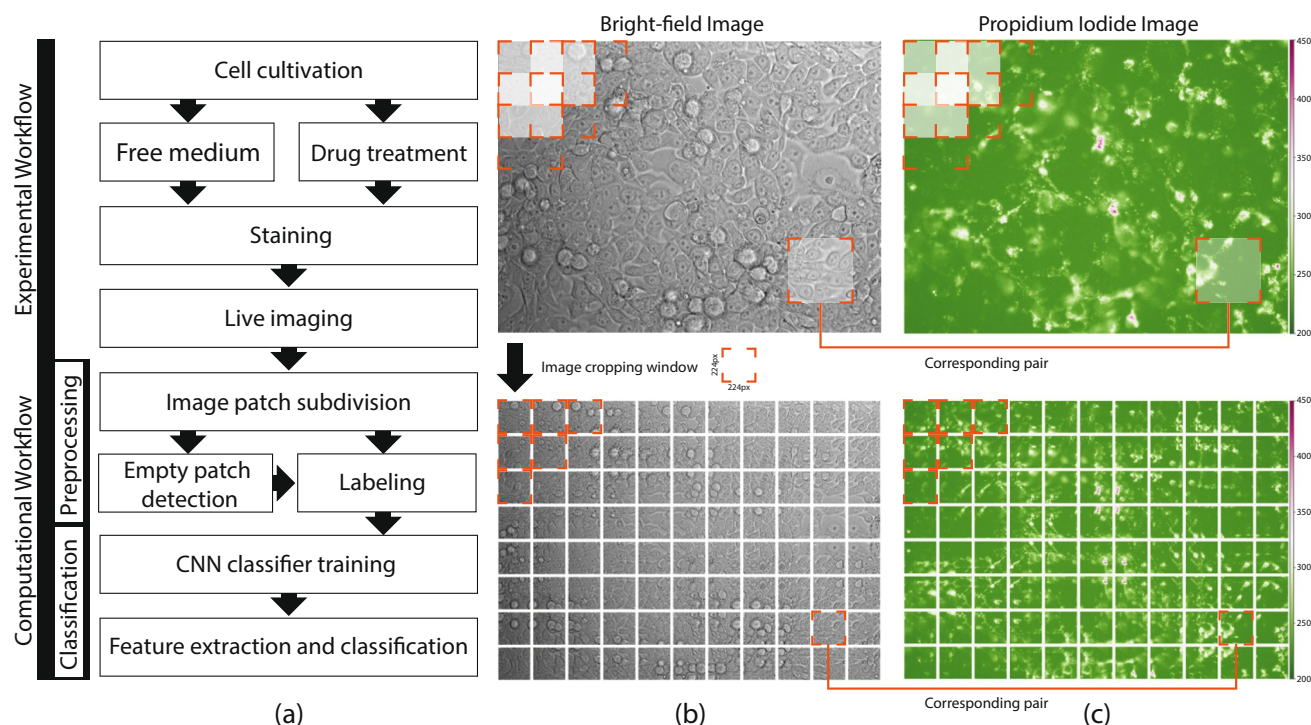 Bright-field Image
Propidium Iodide Image
Experimental Workflow
Computational Workflow
Preprocessing
Classification
Cell cultivation
Free medium
Drug treatment
Staining
Live imaging
Image patch subdivision
Empty patch
detection
Labeling
CNN classifier training
Feature extraction and classification
450
400
350
300
250
200
Corresponding pair
Image cropping window
224px
224px
450
400
350
300
250
200
Corresponding pair
(a)
(b)
(c)